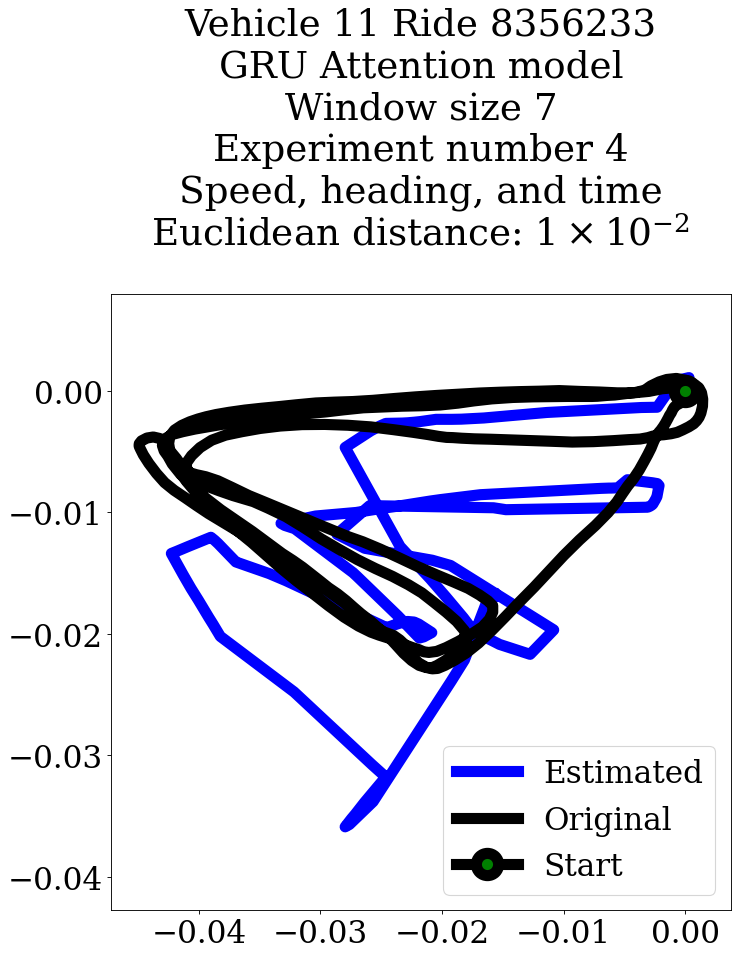 Vehicle 11 Ride 8356233
GRU Attention model
Window size 7
Experiment number 4
Speed, heading, and time
Euclidean distance: 1 × 10⁻²
0.00
−0.01
−0.02
−0.03
−0.04
Estimated
Original
Start
−0.04 −0.03 −0.02 −0.01 0.00